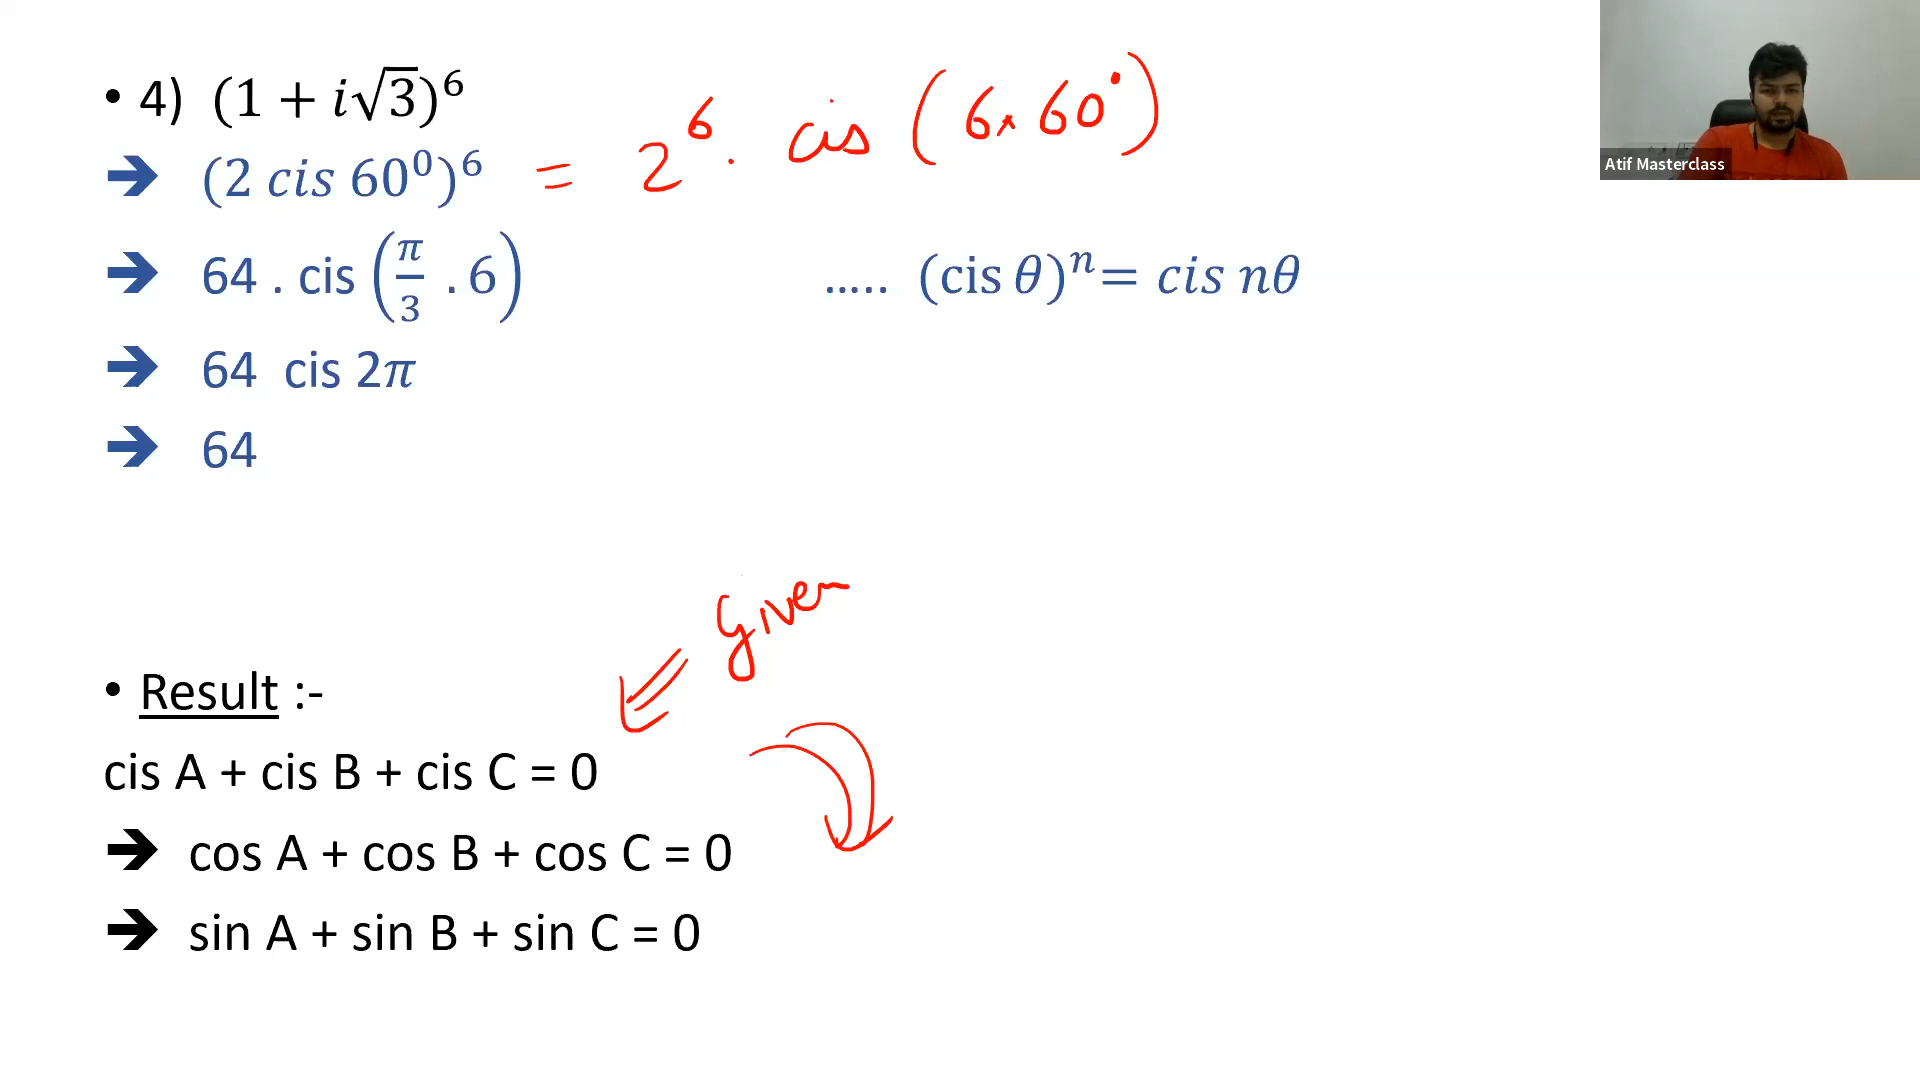 • 4) (1 + i√3)⁶
➔ (2 cis 60⁰)⁶ = 2⁶ . cis (6 × 60°)
➔ 64 . cis (π/3 . 6) ..... (cis θ)ⁿ= cis nθ
➔ 64 cis 2π
➔ 64
Given
• Result :-
cis A + cis B + cis C = 0
➔ cos A + cos B + cos C = 0
➔ sin A + sin B + sin C = 0
Atif Masterclass